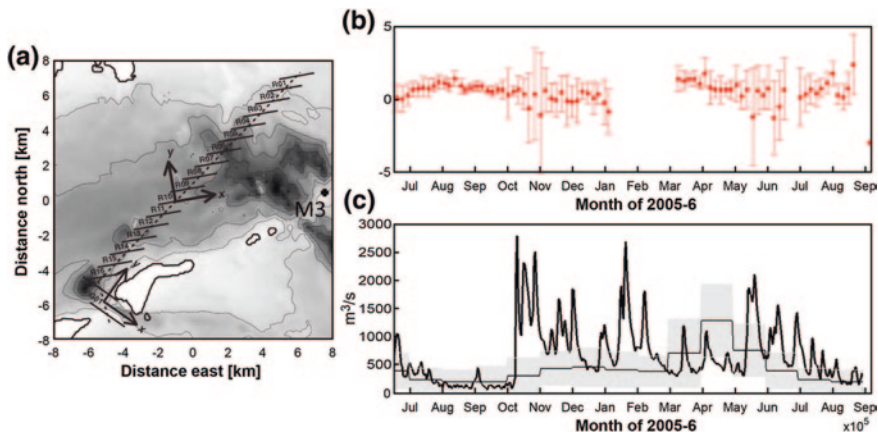 (a)
8
6
4
2
0
-2
-4
-6
-8
Distance north [km]
R01
R02
R03
R04
R06
R07
R08
R09
R10
R11
R12
R13
R14
R15
y
x
y
x
M3
-8 -6 -4 -2 0 2 4 6 8
Distance east [km]
(b)
5
0
-5
Jul Aug Sep Oct Nov Dec Jan Feb Mar Apr May Jun Jul Aug Sep
Month of 2005-6
(c)
3000
2500
2000
1500
1000
500
0
m³/s
Jul Aug Sep Oct Nov Dec Jan Feb Mar Apr May Jun Jul Aug Sep
Month of 2005-6
x10⁵